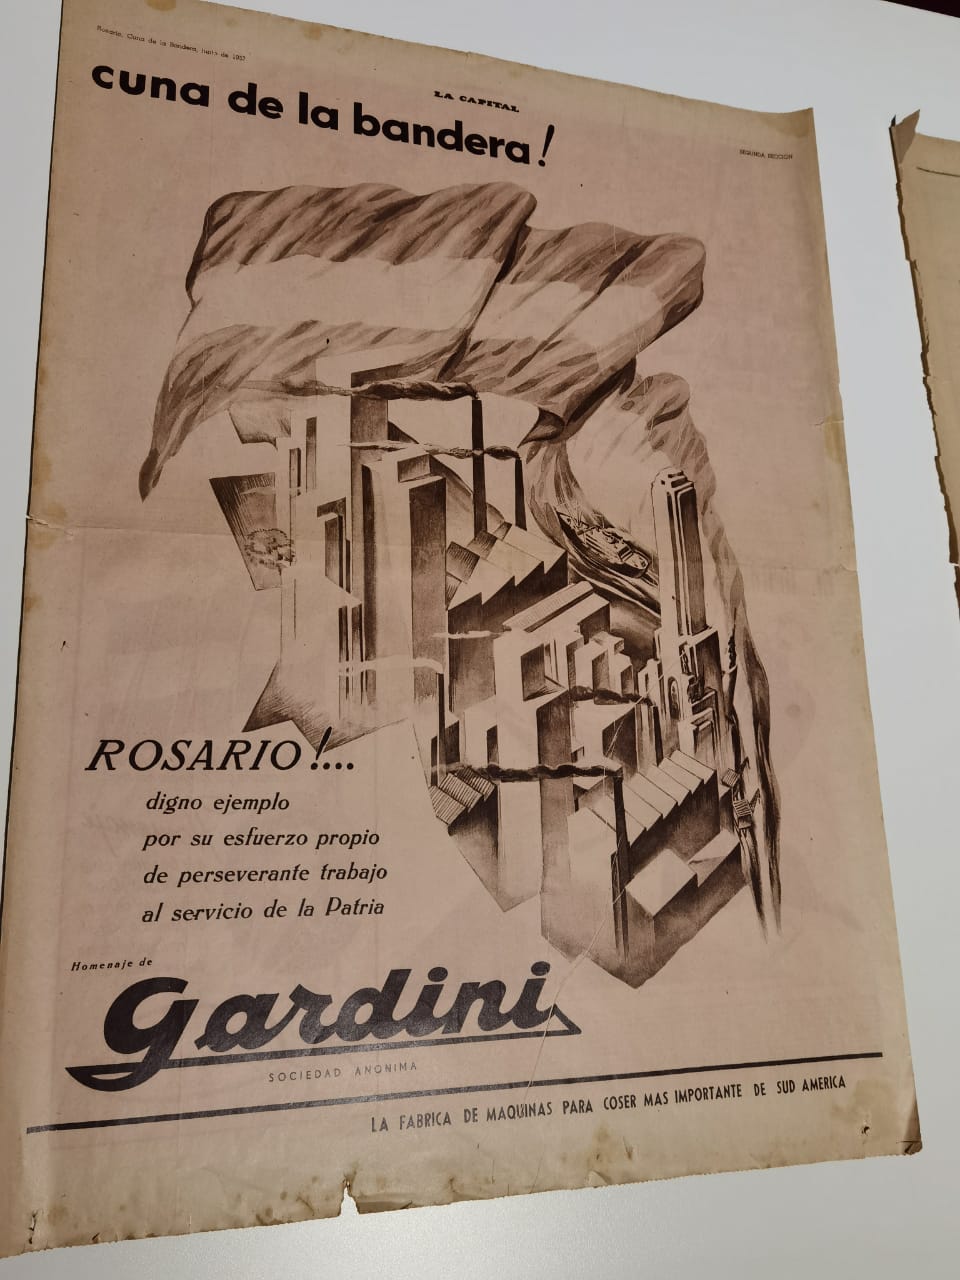 Rosario, Cuna de la Bandera, Junio de 1957
LA CAPITAL
SEGUNDA SECCION
cuna de la bandera!
ROSARIO!...
digno ejemplo
por su esfuerzo propio
de perseverante trabajo
al servicio de la Patria
Homenaje de
gardini
SOCIEDAD ANONIMA
LA FABRICA DE MAQUINAS PARA COSER MAS IMPORTANTE DE SUD AMERICA